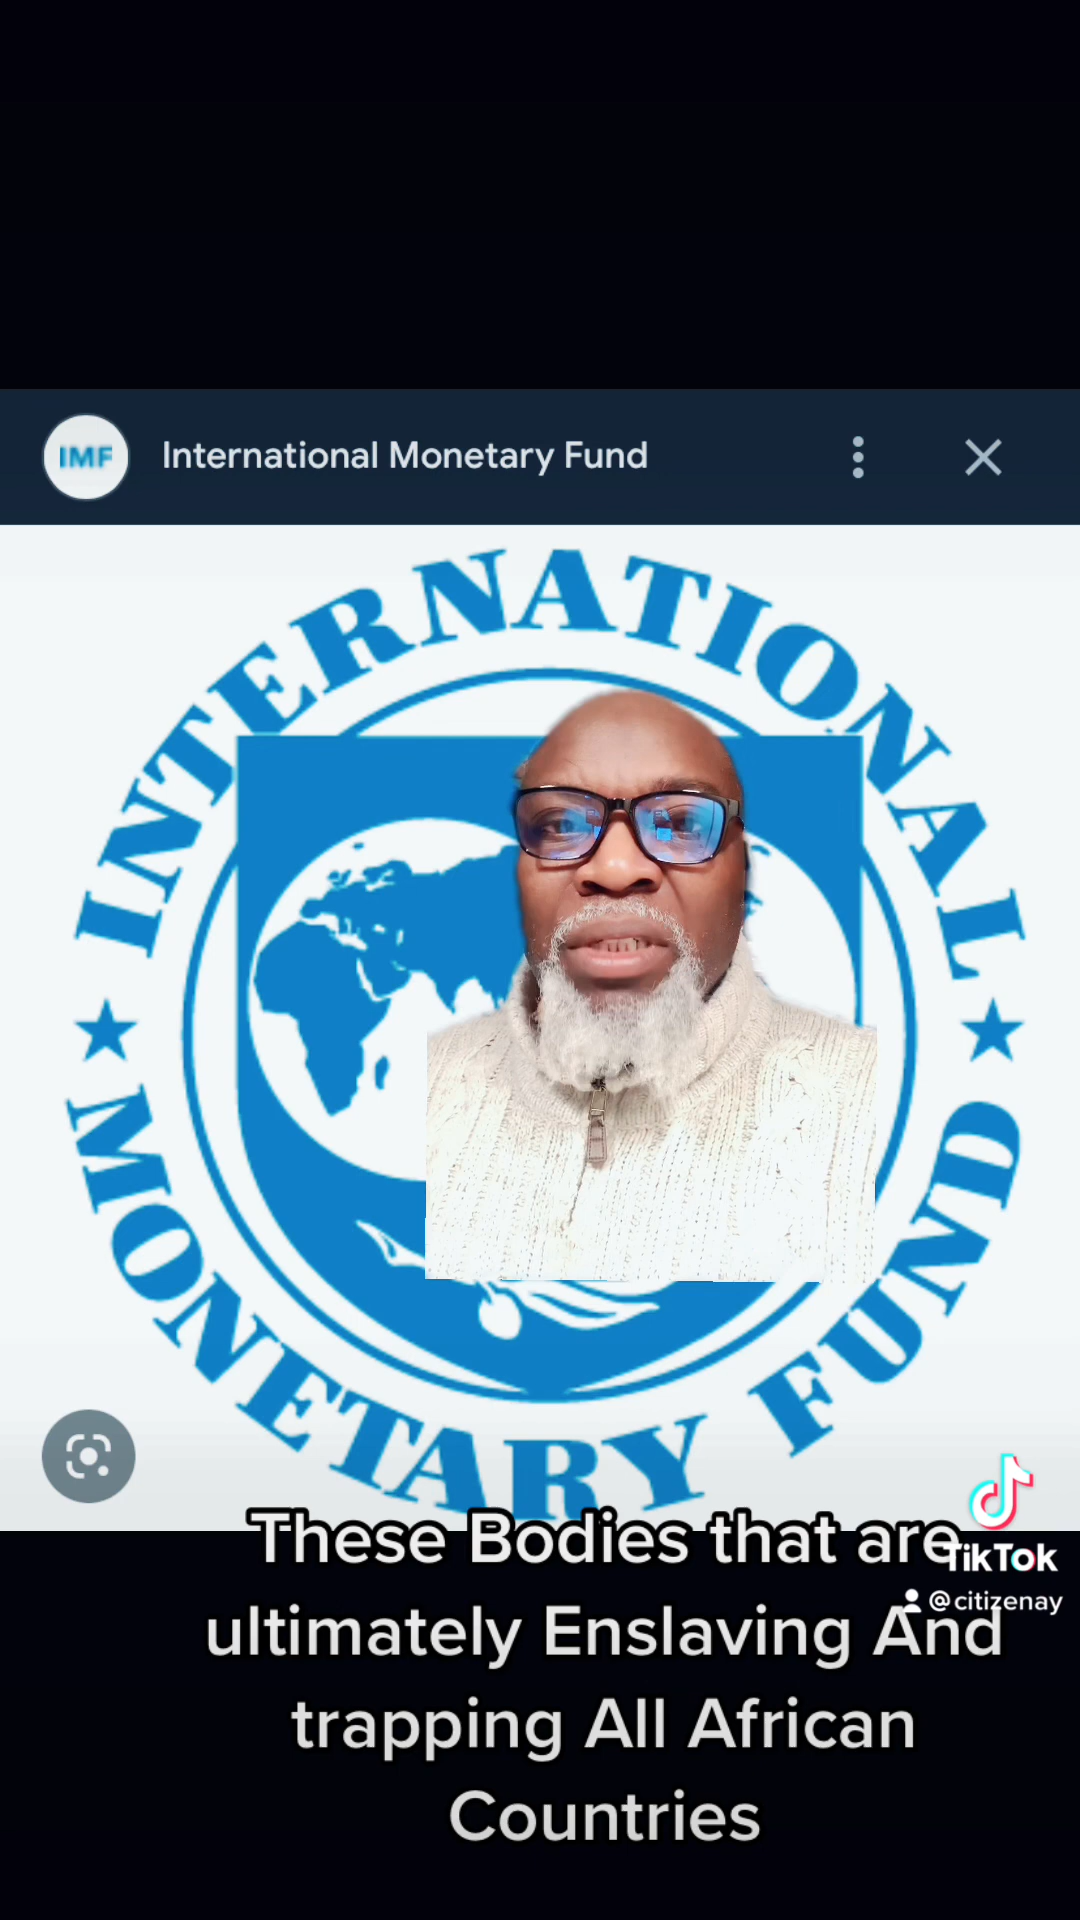 IMF
International Monetary Fund
INTERNATIONAL
MONETARY FUND
These Bodies that are
ultimately Enslaving And
trapping All African
Countries
TikTok
@citizenay